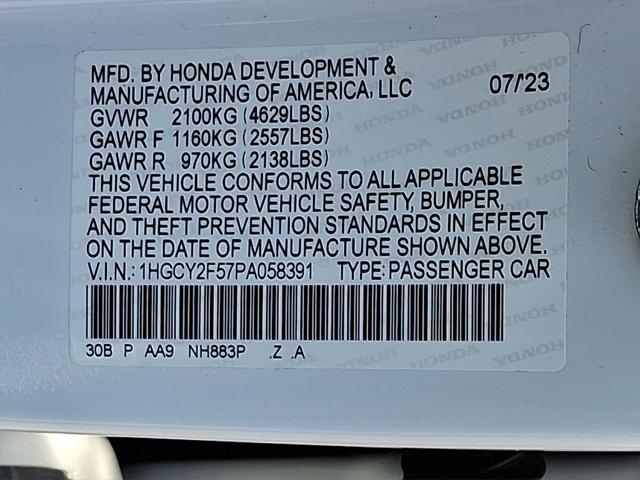 MFD. BY HONDA DEVELOPMENT &
MANUFACTURING OF AMERICA, LLC 07/23
GVWR 2100KG (4629LBS)
GAWR F 1160KG (2557LBS)
GAWR R 970KG (2138LBS)
THIS VEHICLE CONFORMS TO ALL APPLICABLE
FEDERAL MOTOR VEHICLE SAFETY, BUMPER,
AND THEFT PREVENTION STANDARDS IN EFFECT
ON THE DATE OF MANUFACTURE SHOWN ABOVE.
V.I.N.: 1HGCY2F57PA058391 TYPE: PASSENGER CAR
30B P AA9 NH883P .Z .A